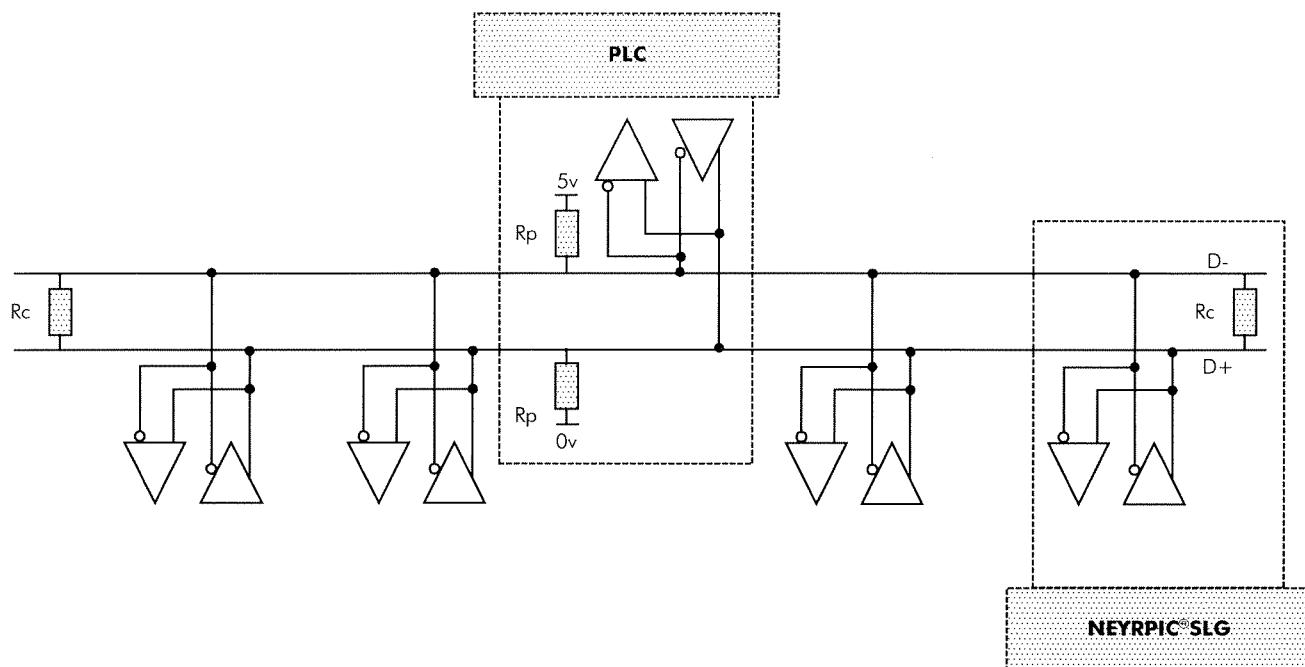 PLC
5v
Rp
D-
Rc
Rc
D+
Rp
0v
NEYRPIC® SLG